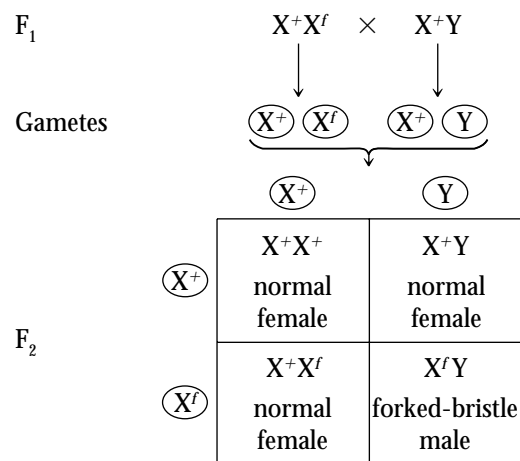 F₁ X⁺Xᶠ × X⁺Y
Gametes X⁺ Xᶠ X⁺ Y
X⁺ Y
X⁺X⁺ X⁺Y
X⁺ normal normal
female female
F₂
X⁺Xᶠ XᶠY
Xᶠ normal forked-bristle
female male